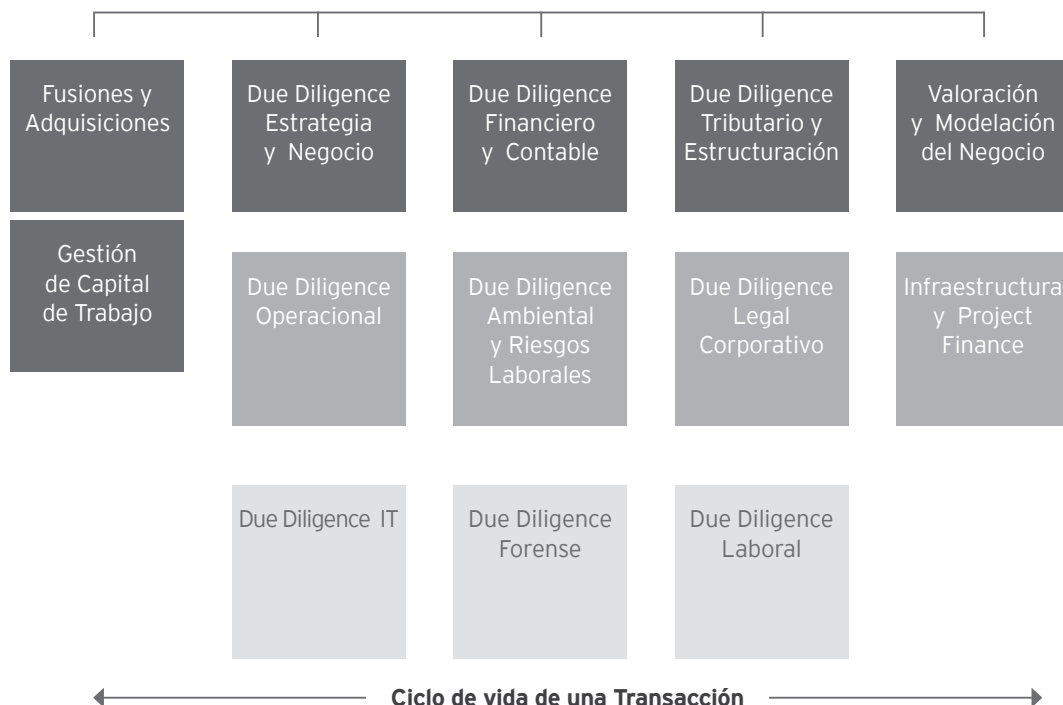 Fusiones y
Adquisiciones
Due Diligence
Estrategia
y Negocio
Due Diligence
Financiero
y Contable
Due Diligence
Tributario y
Estructuración
Valoración
y Modelación
del Negocio
Gestión
de Capital
de Trabajo
Due Diligence
Operacional
Due Diligence
Ambiental
y Riesgos
Laborales
Due Diligence
Legal
Corporativo
Infraestructura
y Project
Finance
Due Diligence IT
Due Diligence
Forense
Due Diligence
Laboral
Ciclo de vida de una Transacción